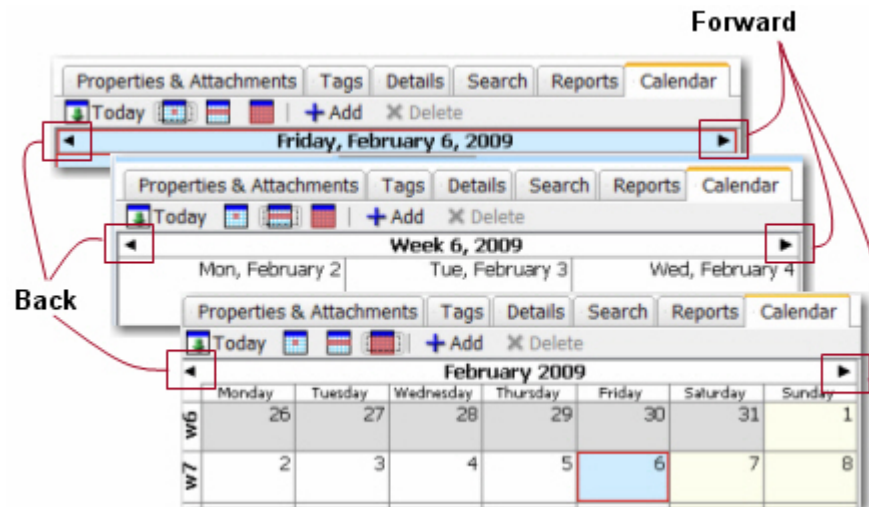 Forward
Properties & Attachments Tags Details Search Reports Calendar
Today Add Delete
Friday, February 6, 2009
Properties & Attachments Tags Details Search Reports Calendar
Today Add Delete
Week 6, 2009
Mon, February 2 Tue, February 3 Wed, February 4
Back
Properties & Attachments Tags Details Search Reports Calendar
Today Add Delete
February 2009
Monday Tuesday Wednesday Thursday Friday Saturday Sunday
w6 26 27 28 29 30 31 1
w7 2 3 4 5 6 7 8